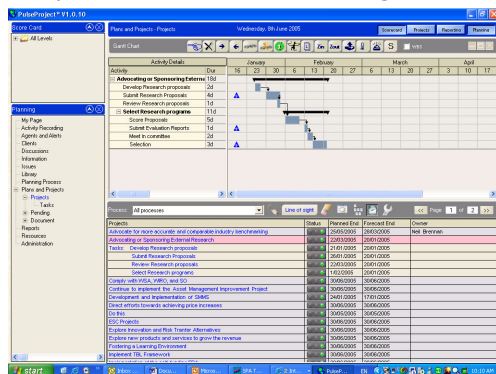 PulseProject® V1.0.10
Score Card
All Levels
Plans and Projects - Projects
Wednesday, 8th June 2005
Scorecard
Projects
Reporting
Planning
Gantt Chart
Zoom
S
WBS
Activity Details
January
February
March
April
Activity
Dur
16 23 30 6 13 20 27 6 13 20 27 3 10 17
Advocating or Sponsoring Externa 18d
Develop Research proposals 2d
Submit Research Proposals 4d
Review Research proposals 1d
Select Research programs 11d
Score Proposals 5d
Submit Evaluation Reports 1d
Meet in committee 2d
Selection 3d
Planning
My Page
Activity Recording
Agents and Alerts
Clients
Discussions
Information
Issues
Library
Planning Process
Plans and Projects
Projects
Tasks
Pending
Document
Reports
Resources
Administration
Process: All processes
Line of sight
<< Page 1 of 2 >>
Projects Status Planned End Forecast End Owner
Advocate for more accurate and comparable industry benchmarking 25/05/2005 28/03/2005 Neil Brennan
Advocating or Sponsoring External Research 22/03/2005 20/01/2005
Tasks: Develop Research proposals 21/01/2005 20/01/2005
Submit Research Proposals 26/01/2005 20/01/2005
Review Research proposals 22/03/2005 20/01/2005
Select Research programs 1/02/2005 20/01/2005
Comply with WSA, WIRO, and SO 30/06/2005 30/06/2005
Continue to implement the Asset Management Improvement Project 30/06/2005 30/06/2005
Development and Implementation of SMMS 24/01/2005 17/01/2005
Direct efforts towards achieving price increases 30/06/2005 30/06/2005
Do this 30/06/2005 30/06/2005
ESC Projects 30/06/2005 30/06/2005
Explore Innovation and Risk Tranter Alternatives 30/06/2005 30/06/2005
Explore new products and services to grow the revenue 30/06/2005 30/06/2005
Fostering a Learning Environment 30/06/2005 30/06/2005
Implement TBL Framework 30/06/2005 30/06/2005
start
Inbox
Docu...
Micros...
SPA T...
2 Int...
PulseP...
EN
10:10 AM